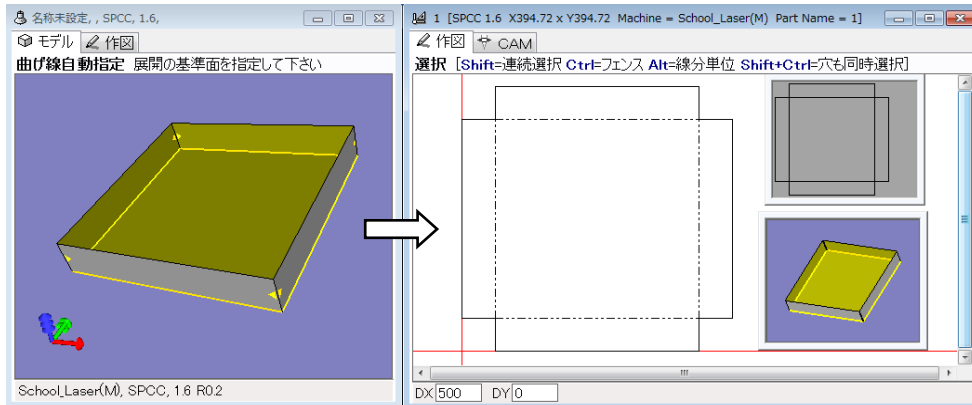 名称未設定, , SPCC, 1.6,
モデル 作図
曲げ線自動指定 展開の基準面を指定して下さい
School_Laser(M), SPCC, 1.6 R0.2
1 [SPCC 1.6 X394.72 x Y394.72 Machine = School_Laser(M) Part Name = 1]
作図 CAM
選択 [Shift=連続選択 Ctrl=フェンス Alt=線分単位 Shift+Ctrl=穴も同時選択]
DX 500 DY 0